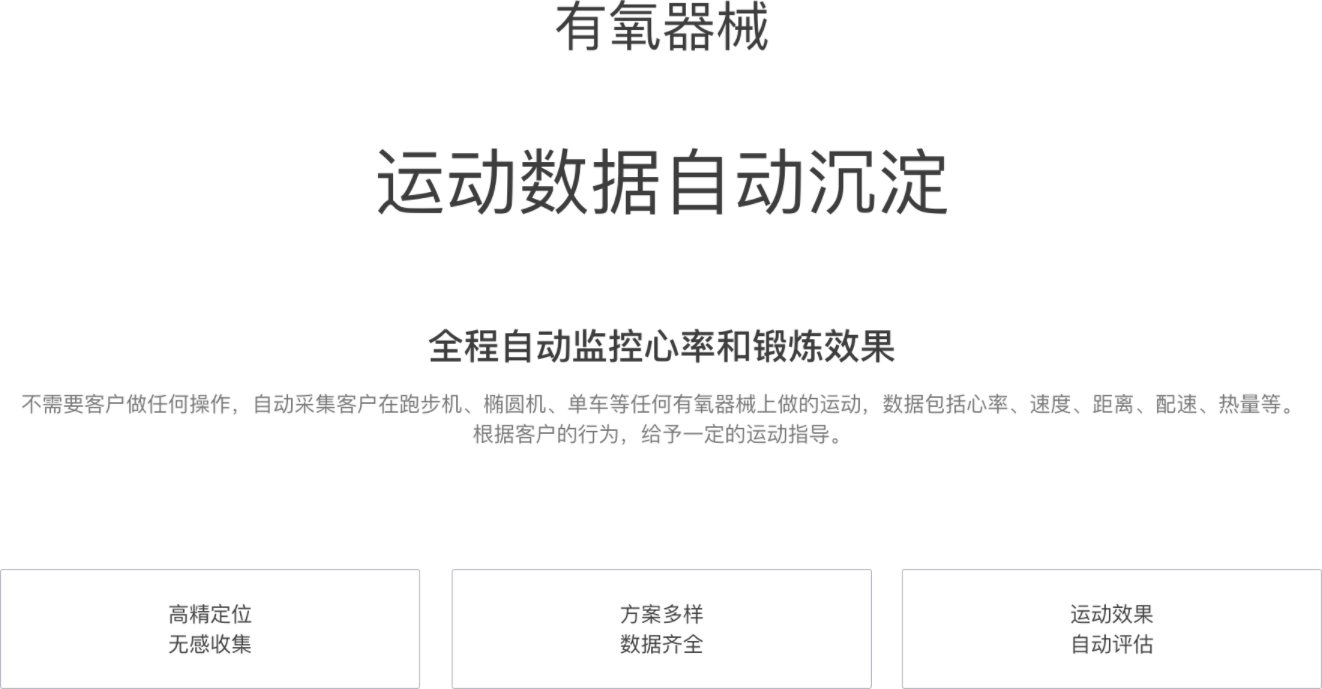 有氧器械
运动数据自动沉淀
全程自动监控心率和锻炼效果
不需要客户做任何操作，自动采集客户在跑步机、椭圆机、单车等任何有氧器械上做的运动，数据包括心率、速度、距离、配速、热量等。
根据客户的行为，给予一定的运动指导。
高精定位
无感收集
方案多样
数据齐全
运动效果
自动评估